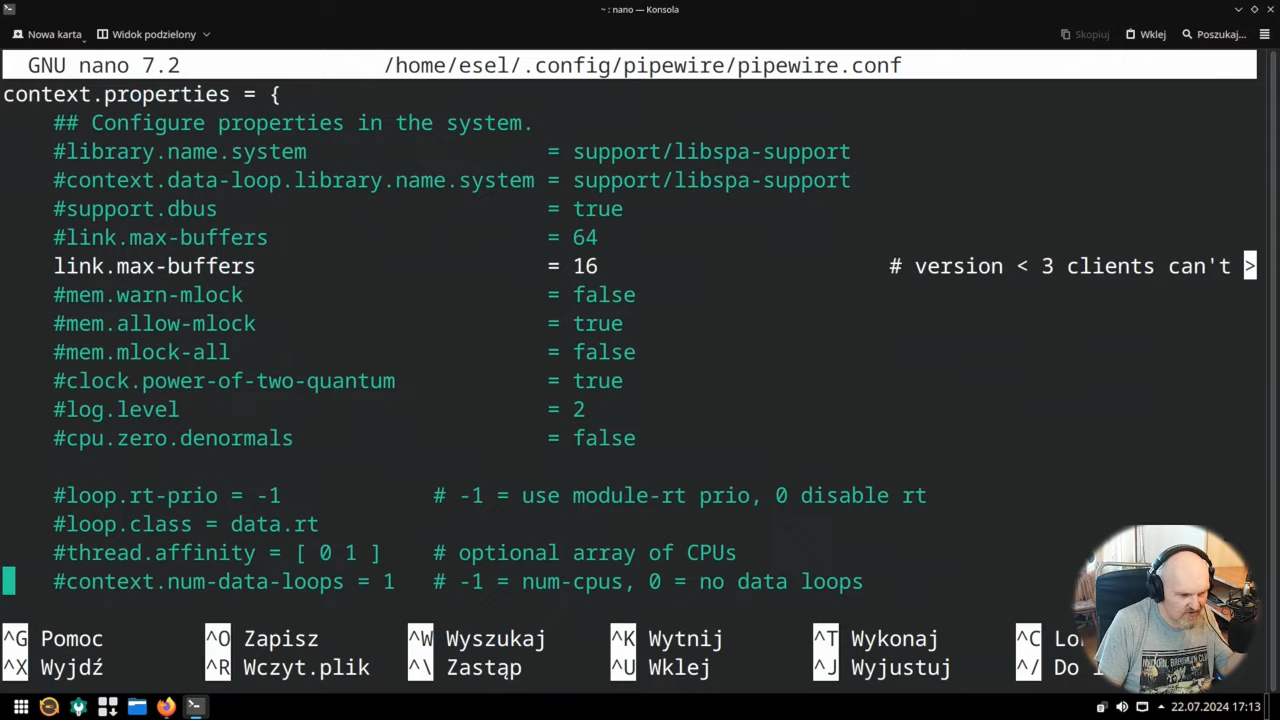 ~ : nano — Konsola
Nowa karta
Widok podzielony
Skopiuj
Wklej
Poszukaj...
GNU nano 7.2 /home/esel/.config/pipewire/pipewire.conf
context.properties = {
## Configure properties in the system.
#library.name.system = support/libspa-support
#context.data-loop.library.name.system = support/libspa-support
#support.dbus = true
#link.max-buffers = 64
link.max-buffers = 16 # version < 3 clients can't >
#mem.warn-mlock = false
#mem.allow-mlock = true
#mem.mlock-all = false
#clock.power-of-two-quantum = true
#log.level = 2
#cpu.zero.denormals = false
#loop.rt-prio = -1 # -1 = use module-rt prio, 0 disable rt
#loop.class = data.rt
#thread.affinity = [ 0 1 ] # optional array of CPUs
#context.num-data-loops = 1 # -1 = num-cpus, 0 = no data loops
^G Pomoc ^O Zapisz ^W Wyszukaj ^K Wytnij ^T Wykonaj ^C
^X Wyjdź ^R Wczyt.plik ^\ Zastąp ^U Wklej ^J Wyjustuj ^/ Do
22.07.2024 17:13